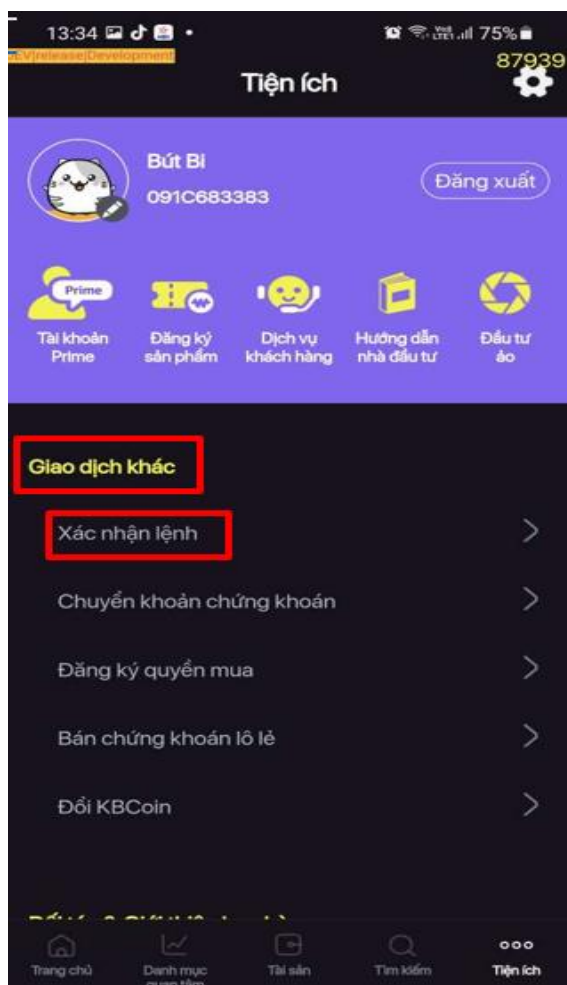 13:34
75%
DEV|release|Development
87939
Tiện ích
Bút Bi
091C683383
Đăng xuất
Prime
Tài khoản Prime
Đăng ký sản phẩm
Dịch vụ khách hàng
Hướng dẫn nhà đầu tư
Đầu tư ảo
Giao dịch khác
Xác nhận lệnh
Chuyển khoản chứng khoán
Đăng ký quyền mua
Bán chứng khoán lô lẻ
Đổi KBCoin
Trang chủ
Danh mục quan tâm
Tài sản
Tìm kiếm
Tiện ích